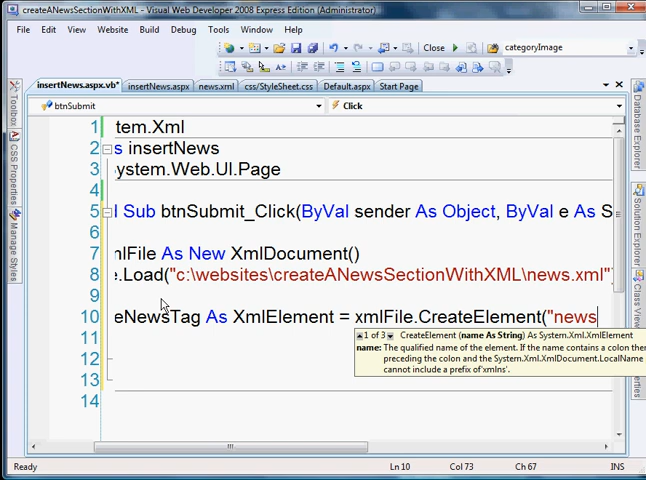 createANewsSectionWithXML - Visual Web Developer 2008 Express Edition (Administrator)
File Edit View Website Build Debug Tools Window Help
Close categoryImage
insertNews.aspx.vb* insertNews.aspx news.xml css/StyleSheet.css Default.aspx Start Page
btnSubmit Click
Toolbox
CSS Properties
Manage Styles
Database Explorer
Solution Explorer
Properties
1 tem.Xml
2 s insertNews
3 ystem.Web.UI.Page
4
5 l Sub btnSubmit_Click(ByVal sender As Object, ByVal e As S
6
7 mlFile As New XmlDocument()
8 e.Load("c:\websites\createANewsSectionWithXML\news.xml")
9
10 eNewsTag As XmlElement = xmlFile.CreateElement("news
11
12
13
14
1 of 3 CreateElement (name As String) As System.Xml.XmlElement
name: The qualified name of the element. If the name contains a colon then
preceding the colon and the System.Xml.XmlDocument.LocalName
cannot include a prefix of 'xmlns'.
Ready Ln 10 Col 73 Ch 67 INS